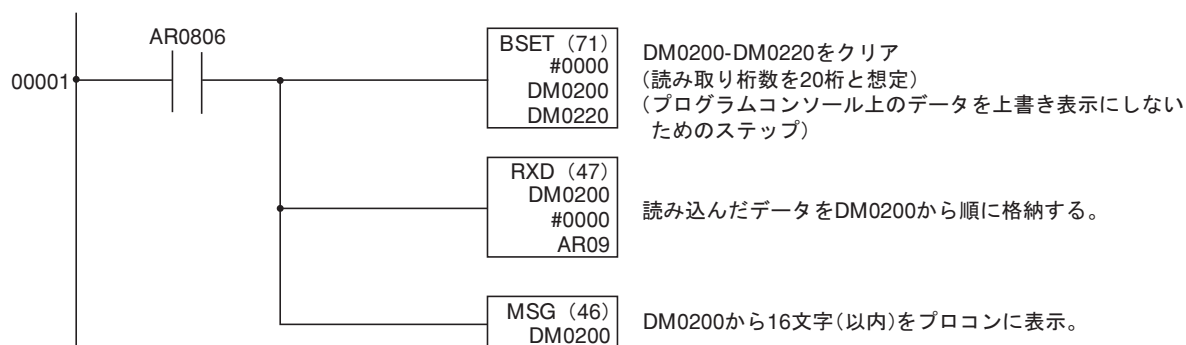 AR0806
00001
BSET（71）
#0000
DM0200
DM0220
DM0200-DM0220をクリア
（読み取り桁数を20桁と想定）
（プログラムコンソール上のデータを上書き表示にしない
ためのステップ）
RXD（47）
DM0200
#0000
AR09
読み込んだデータをDM0200から順に格納する。
MSG（46）
DM0200
DM0200から16文字(以内)をプロコンに表示。